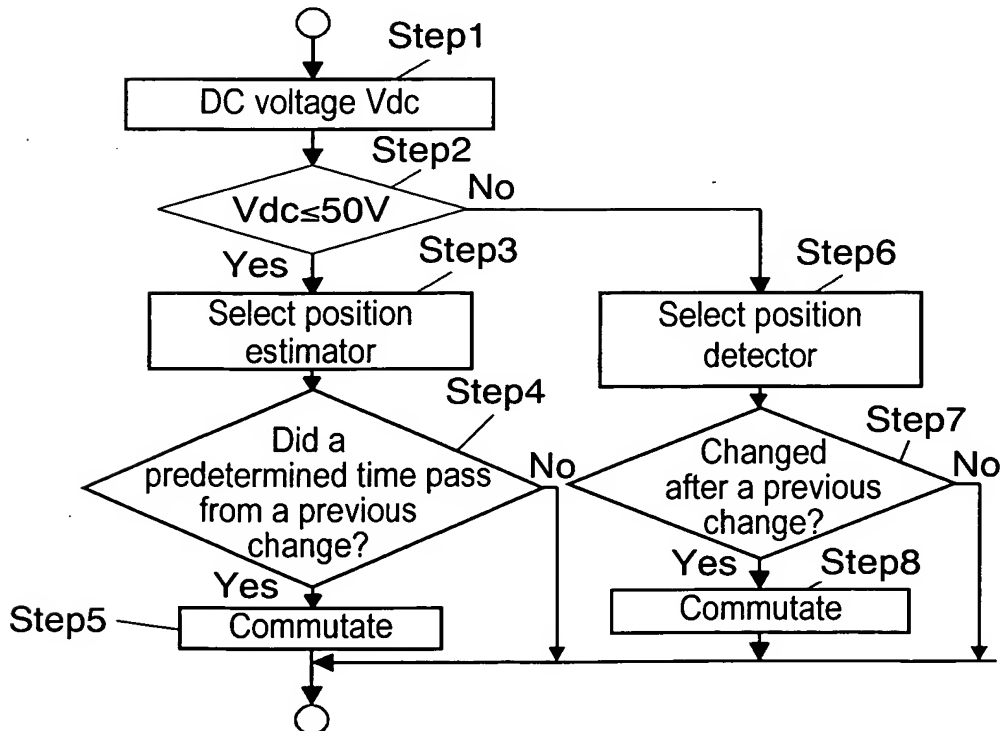 Step1
DC voltage Vdc
Step2
Vdc≤50V
No
Yes
Step3
Select position
estimator
Step4
Did a
predetermined time pass
from a previous
change?
No
Yes
Step5
Commutate
Step6
Select position
detector
Step7
Changed
after a previous
change?
No
Yes
Step8
Commutate